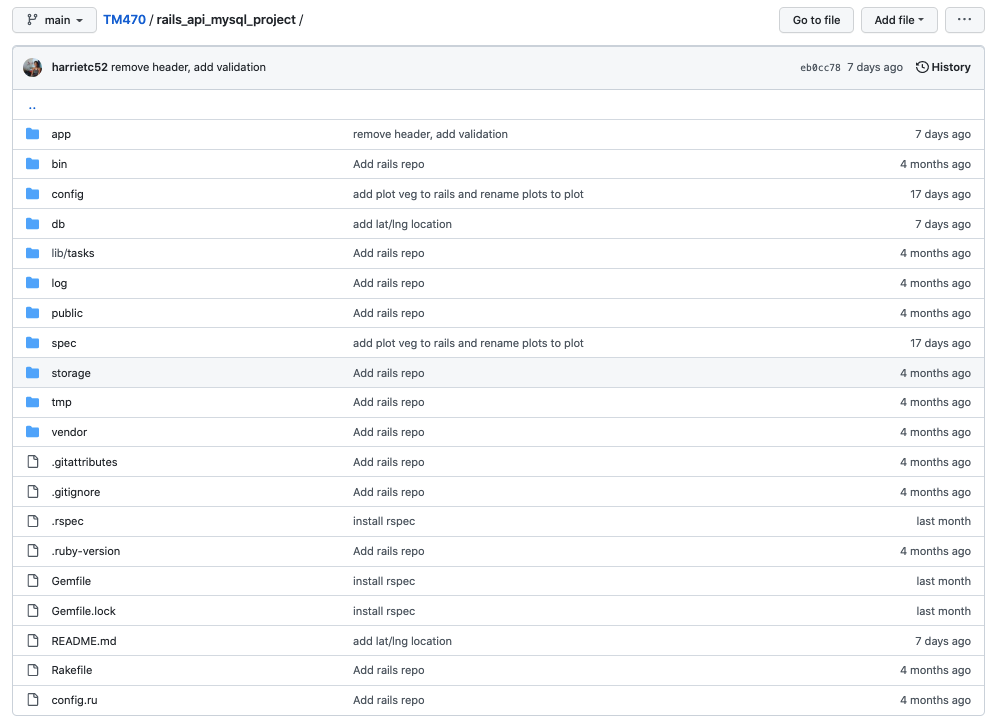 main TM470 / rails_api_mysql_project / Go to file Add file ...
harrietc52 remove header, add validation eb0cc78 7 days ago History
..
app remove header, add validation 7 days ago
bin Add rails repo 4 months ago
config add plot veg to rails and rename plots to plot 17 days ago
db add lat/lng location 7 days ago
lib/tasks Add rails repo 4 months ago
log Add rails repo 4 months ago
public Add rails repo 4 months ago
spec add plot veg to rails and rename plots to plot 17 days ago
storage Add rails repo 4 months ago
tmp Add rails repo 4 months ago
vendor Add rails repo 4 months ago
.gitattributes Add rails repo 4 months ago
.gitignore Add rails repo 4 months ago
.rspec install rspec last month
.ruby-version Add rails repo 4 months ago
Gemfile install rspec last month
Gemfile.lock install rspec last month
README.md add lat/lng location 7 days ago
Rakefile Add rails repo 4 months ago
config.ru Add rails repo 4 months ago